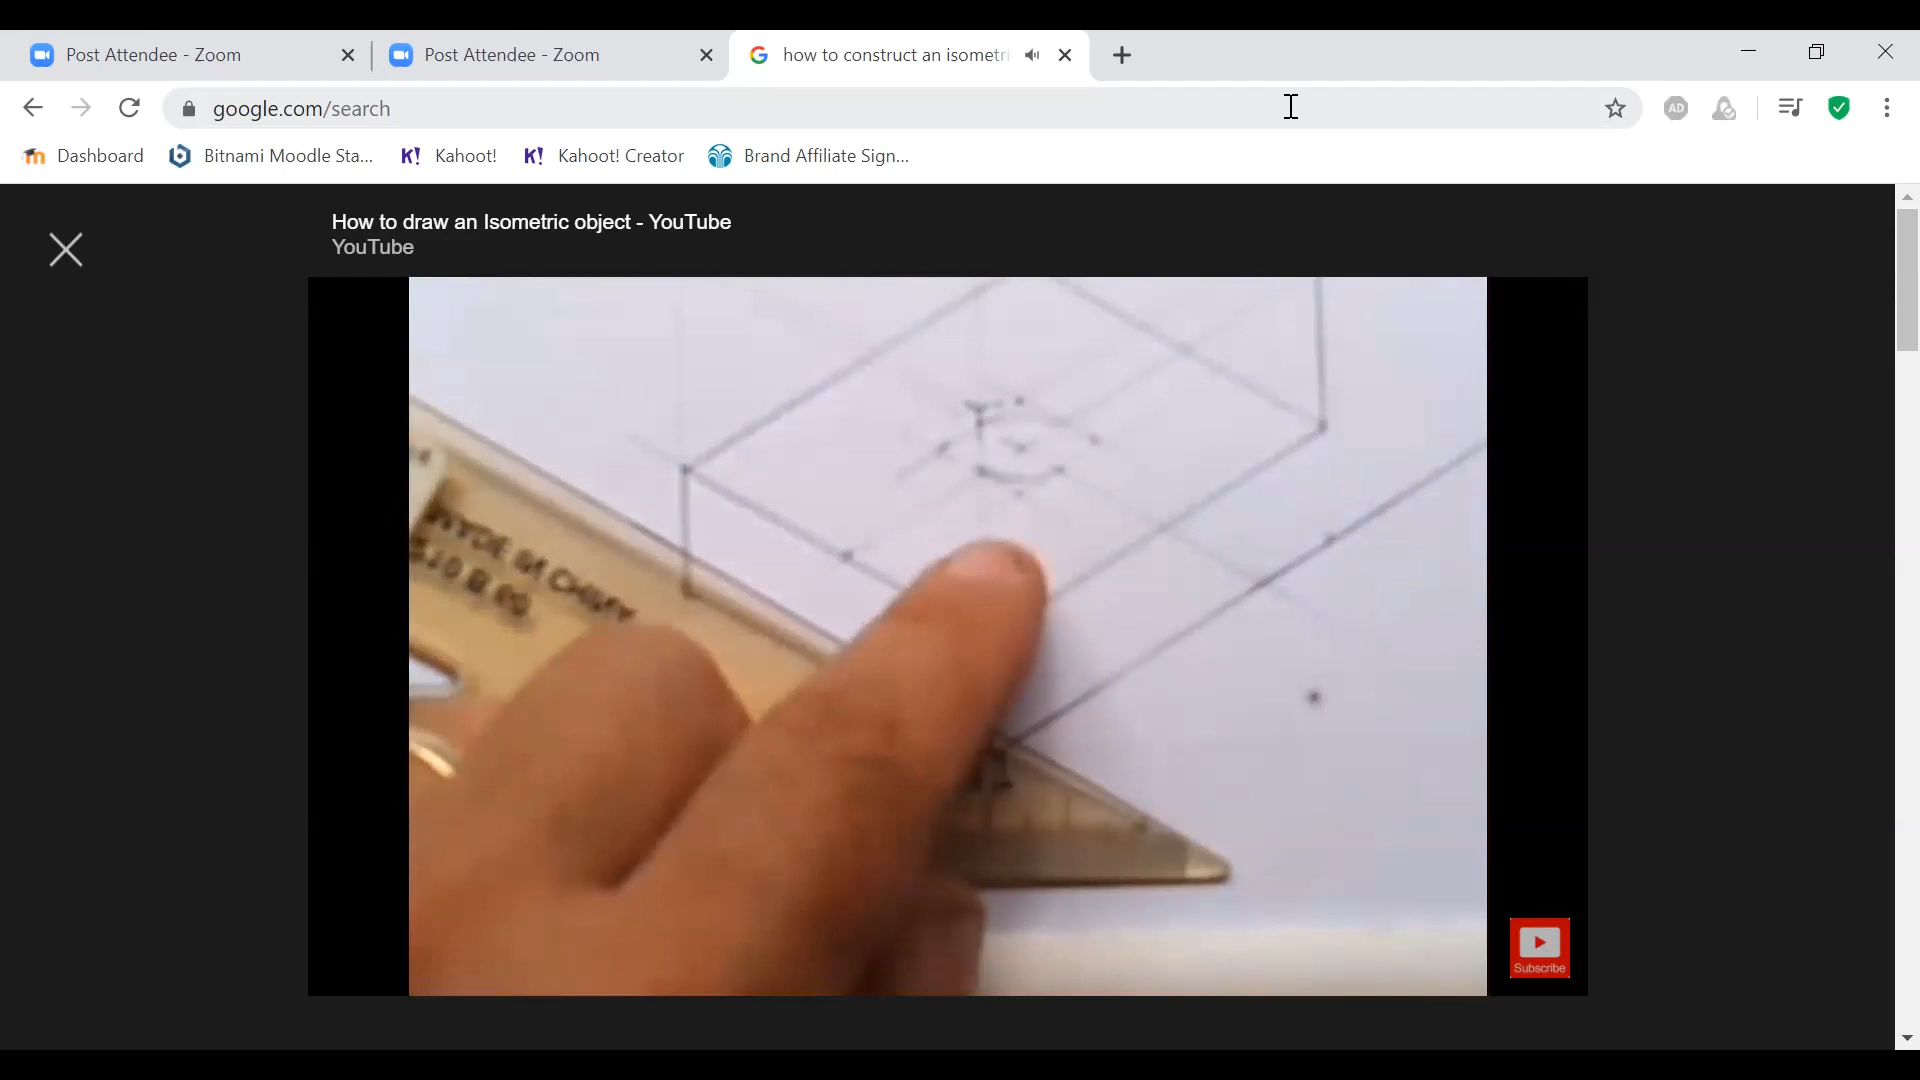 Post Attendee - Zoom
Post Attendee - Zoom
how to construct an isometri
google.com/search
AD
Dashboard
Bitnami Moodle Sta...
K! Kahoot!
K! Kahoot! Creator
Brand Affiliate Sign...
How to draw an Isometric object - YouTube
YouTube
Subscribe